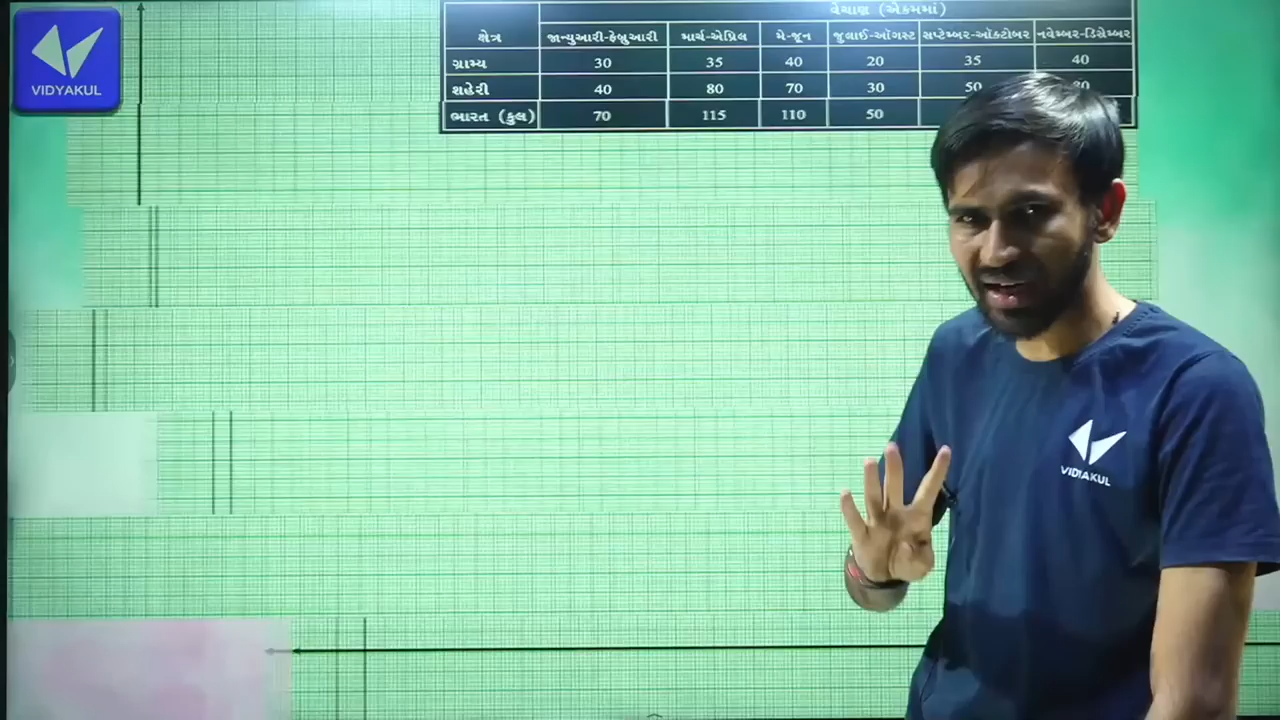 VIDYAKUL
વેચાણ (એકમમાં)
ક્ષેત્ર જાન્યુઆરી-ફેબ્રુઆરી માર્ચ-એપ્રિલ મે-જૂન જુલાઈ-ઑગસ્ટ સપ્ટેમ્બર-ઑક્ટોબર નવેમ્બર-ડિસેમ્બર
ગ્રામ્ય 30 35 40 20 35 40
શહેરી 40 80 70 30 50
ભારત (કુલ) 70 115 110 50
VIDYAKUL